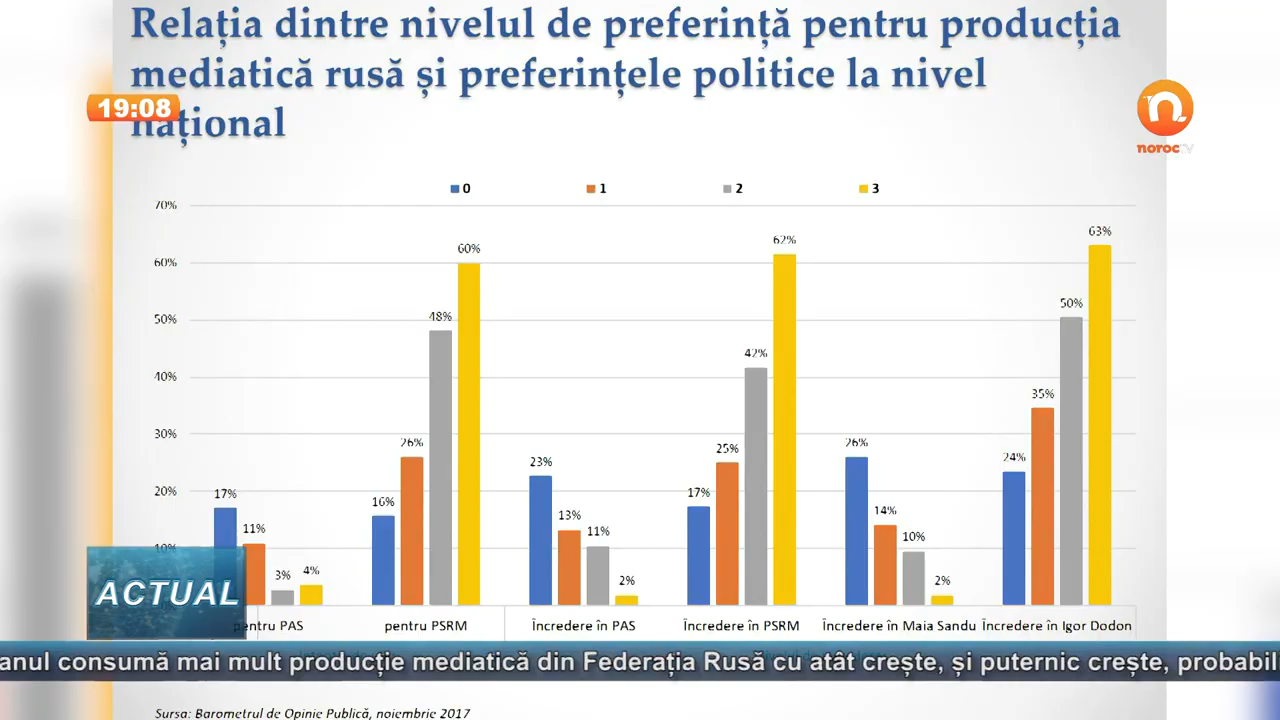 Relația dintre nivelul de preferință pentru producția
mediatică rusă și preferințele politice la nivel
național
19:08
noroc TV
0 1 2 3
70%
60%
50%
40%
30%
20%
10%
17% 11% 3% 4%
16% 26% 48% 60%
23% 13% 11% 2%
17% 25% 42% 62%
26% 14% 10% 2%
24% 35% 50% 63%
ACTUAL
pentru PAS pentru PSRM Încredere în PAS Încredere în PSRM Încredere în Maia Sandu Încredere în Igor Dodon
anul consumă mai mult producție mediatică din Federația Rusă cu atât crește, și puternic crește, probabil
Sursa: Barometrul de Opinie Publică, noiembrie 2017